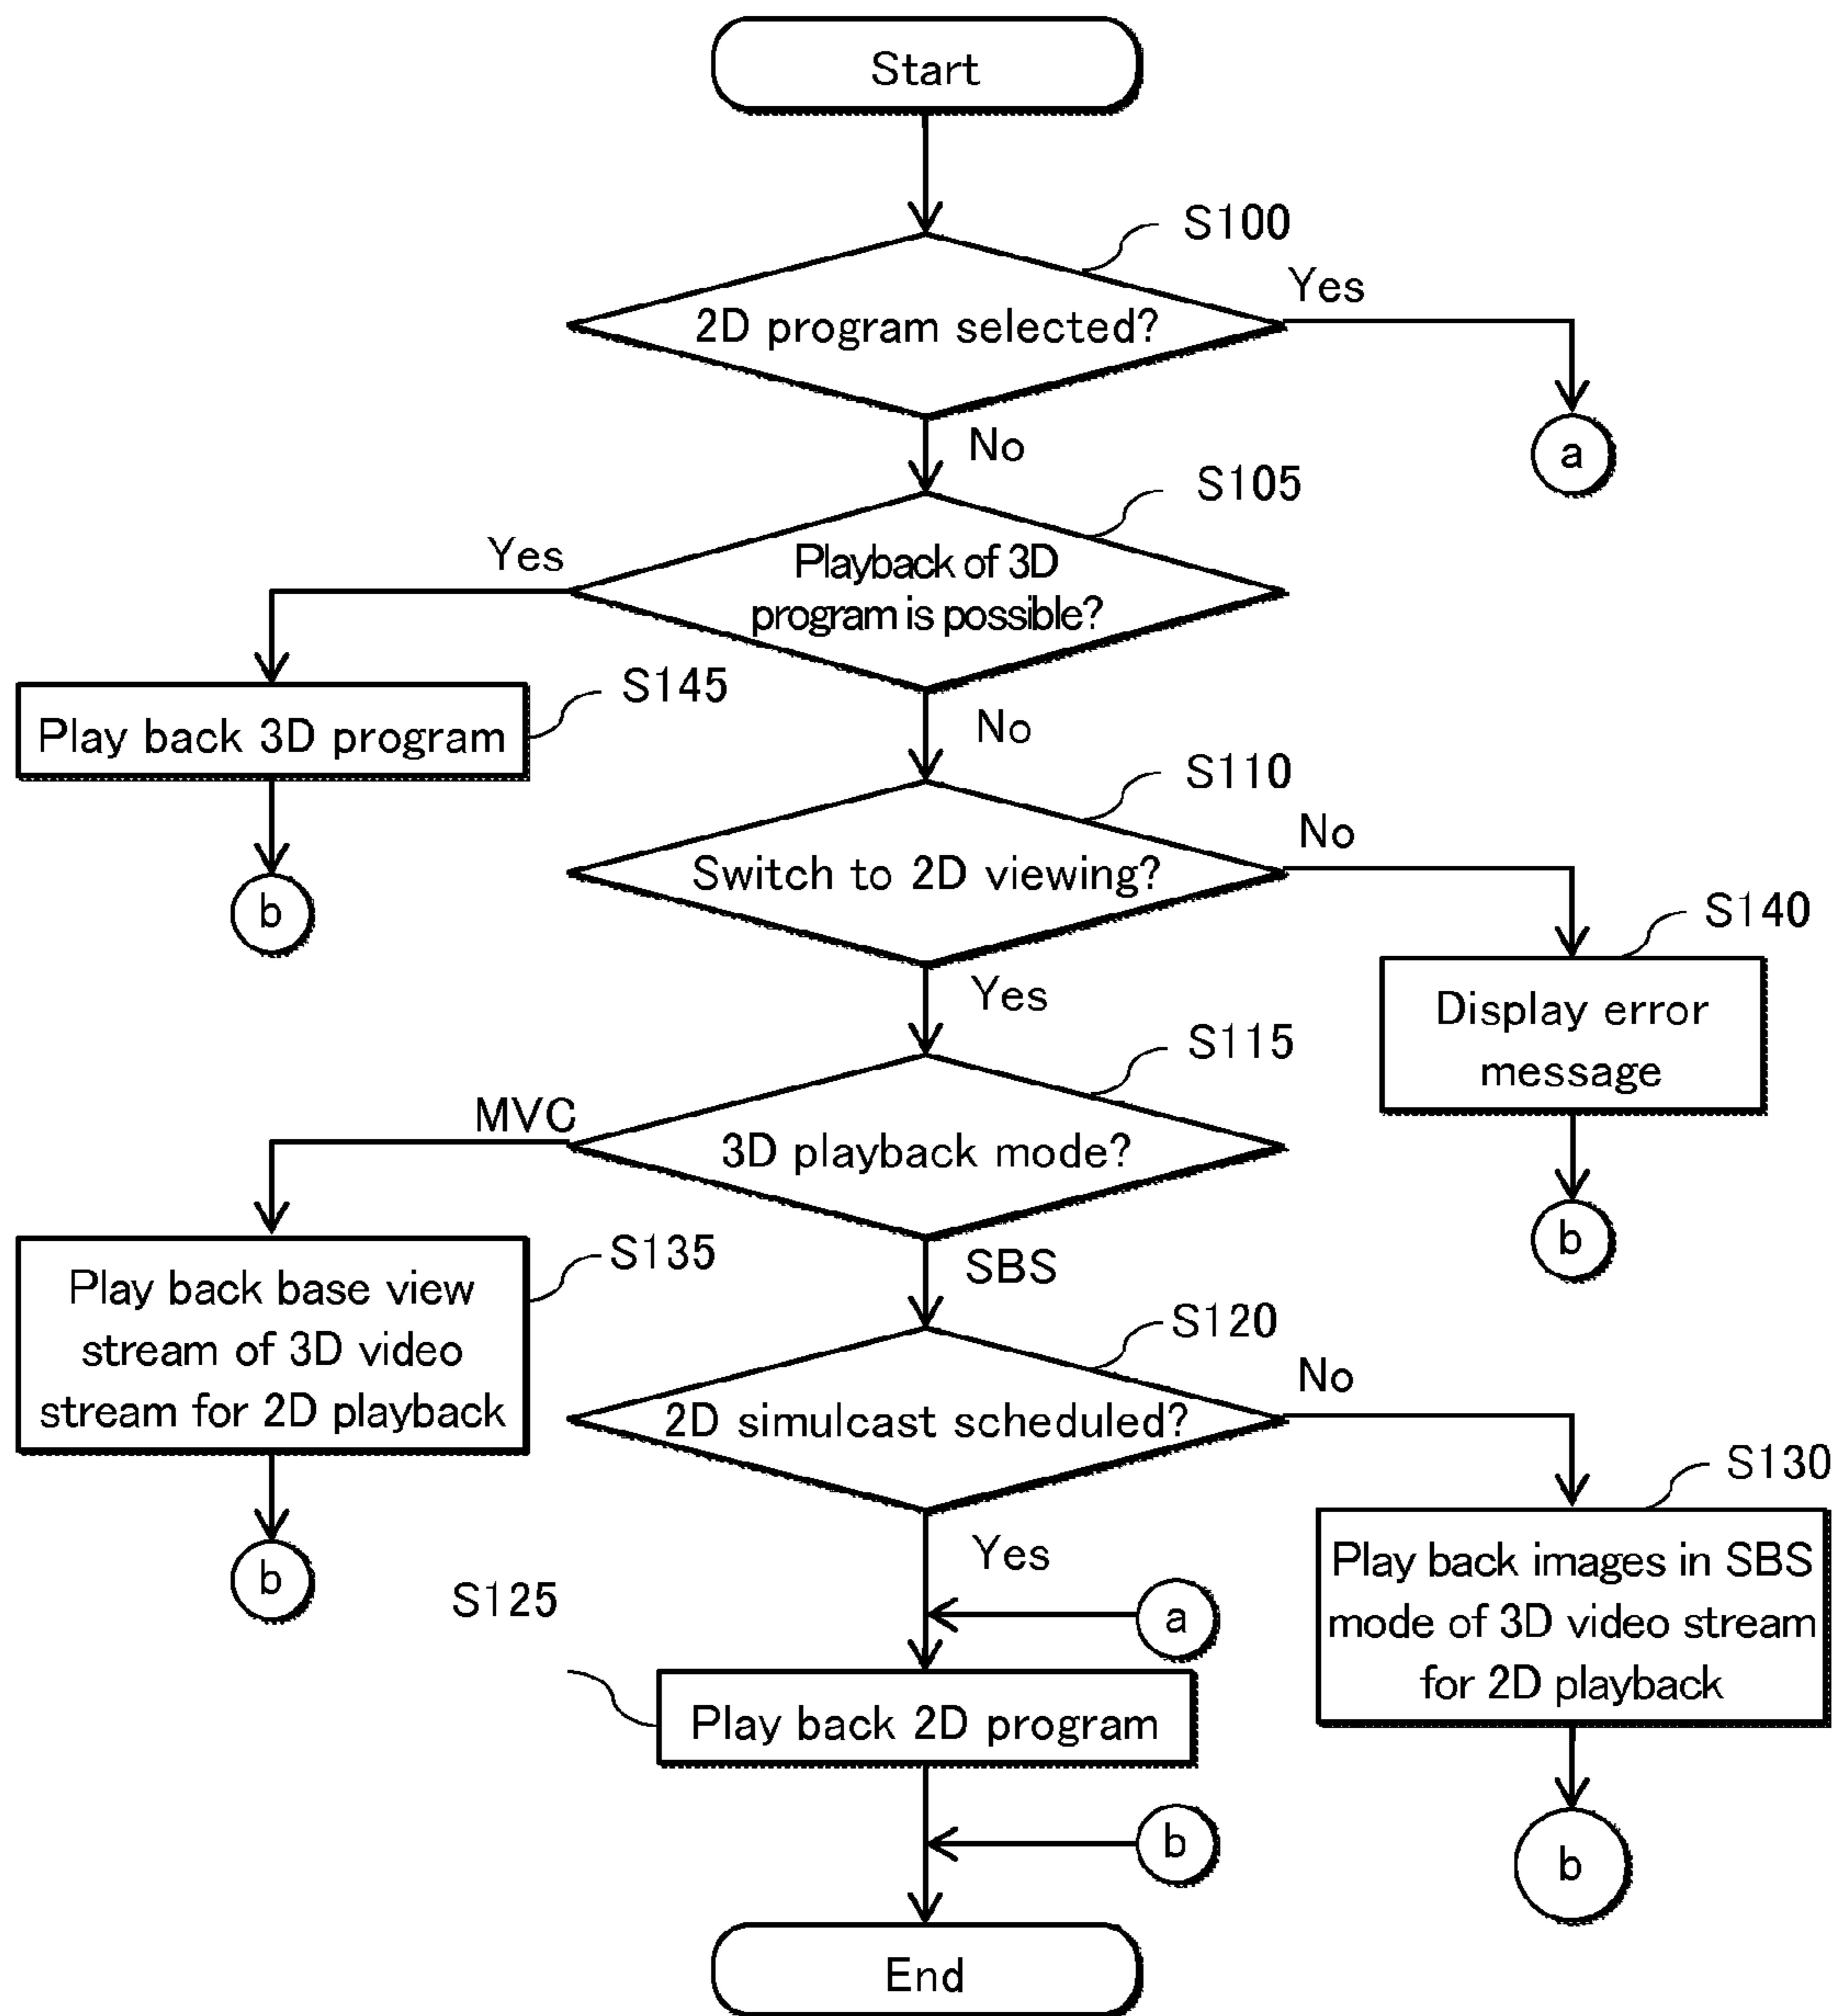 Start
S100
2D program selected?
Yes
a
No
S105
Playback of 3D
program is possible?
Yes
S145
Play back 3D program
b
No
S110
Switch to 2D viewing?
No
S140
Display error
message
b
Yes
S115
3D playback mode?
MVC
S135
Play back base view
stream of 3D video
stream for 2D playback
b
SBS
S120
2D simulcast scheduled?
No
S130
Play back images in SBS
mode of 3D video stream
for 2D playback
b
Yes
a
S125
Play back 2D program
b
End